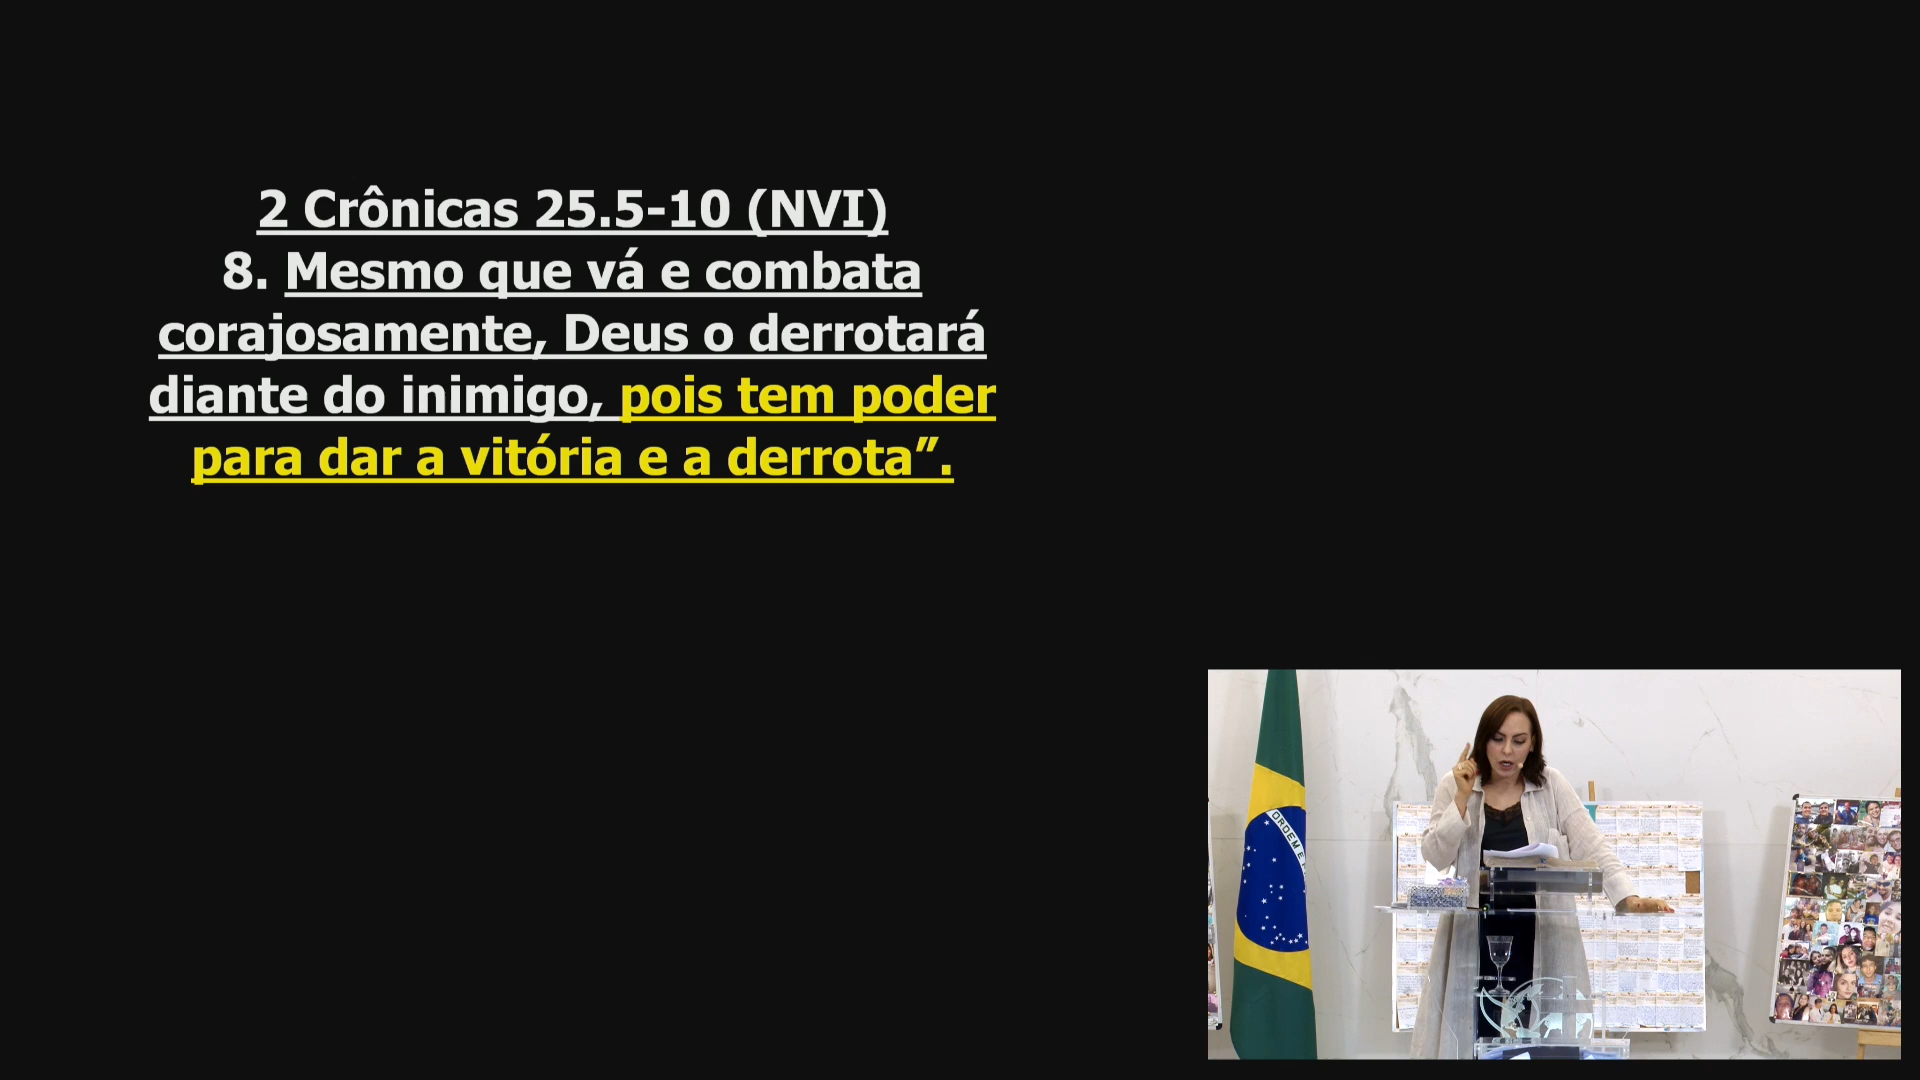 2 Crônicas 25.5-10 (NVI)
8. Mesmo que vá e combata
corajosamente, Deus o derrotará
diante do inimigo, pois tem poder
para dar a vitória e a derrota”.
ORDEM E